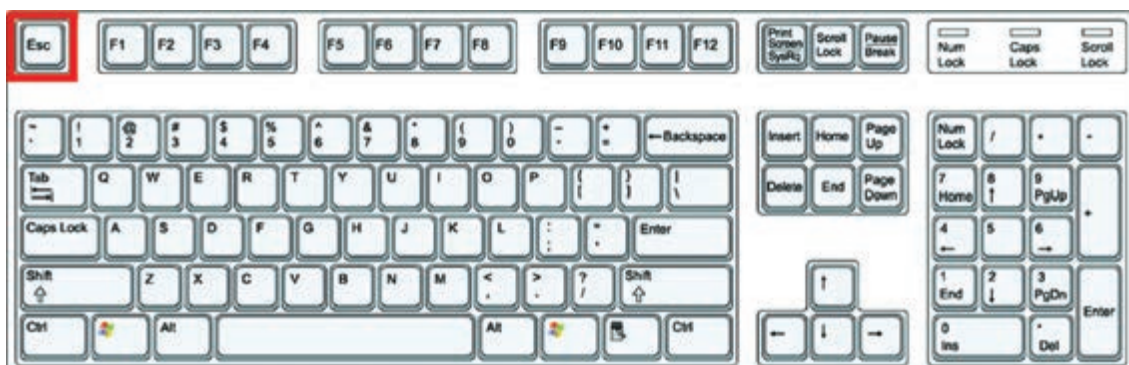 Esc F1 F2 F3 F4 F5 F6 F7 F8 F9 F10 F11 F12 Print Screen SysRq Scroll Lock Pause Break Num Lock Caps Lock Scroll Lock
~ ` ! 1 @ 2 # 3 $ 4 % 5 ^ 6 & 7 * 8 ( 9 ) 0 - + = ←Backspace Insert Home Page Up Num Lock / * -
Tab Q W E R T Y U I O P { [ } ] | \ Delete End Page Down 7 Home 8 ↑ 9 PgUp +
Caps Lock A S D F G H J K L : ; " ' Enter 4 ← 5 6 →
Shift Z X C V B N M < , > . ? / Shift ↑ 1 End 2 ↓ 3 PgDn Enter
Ctrl Alt Alt Ctrl ← ↓ → 0 Ins . Del